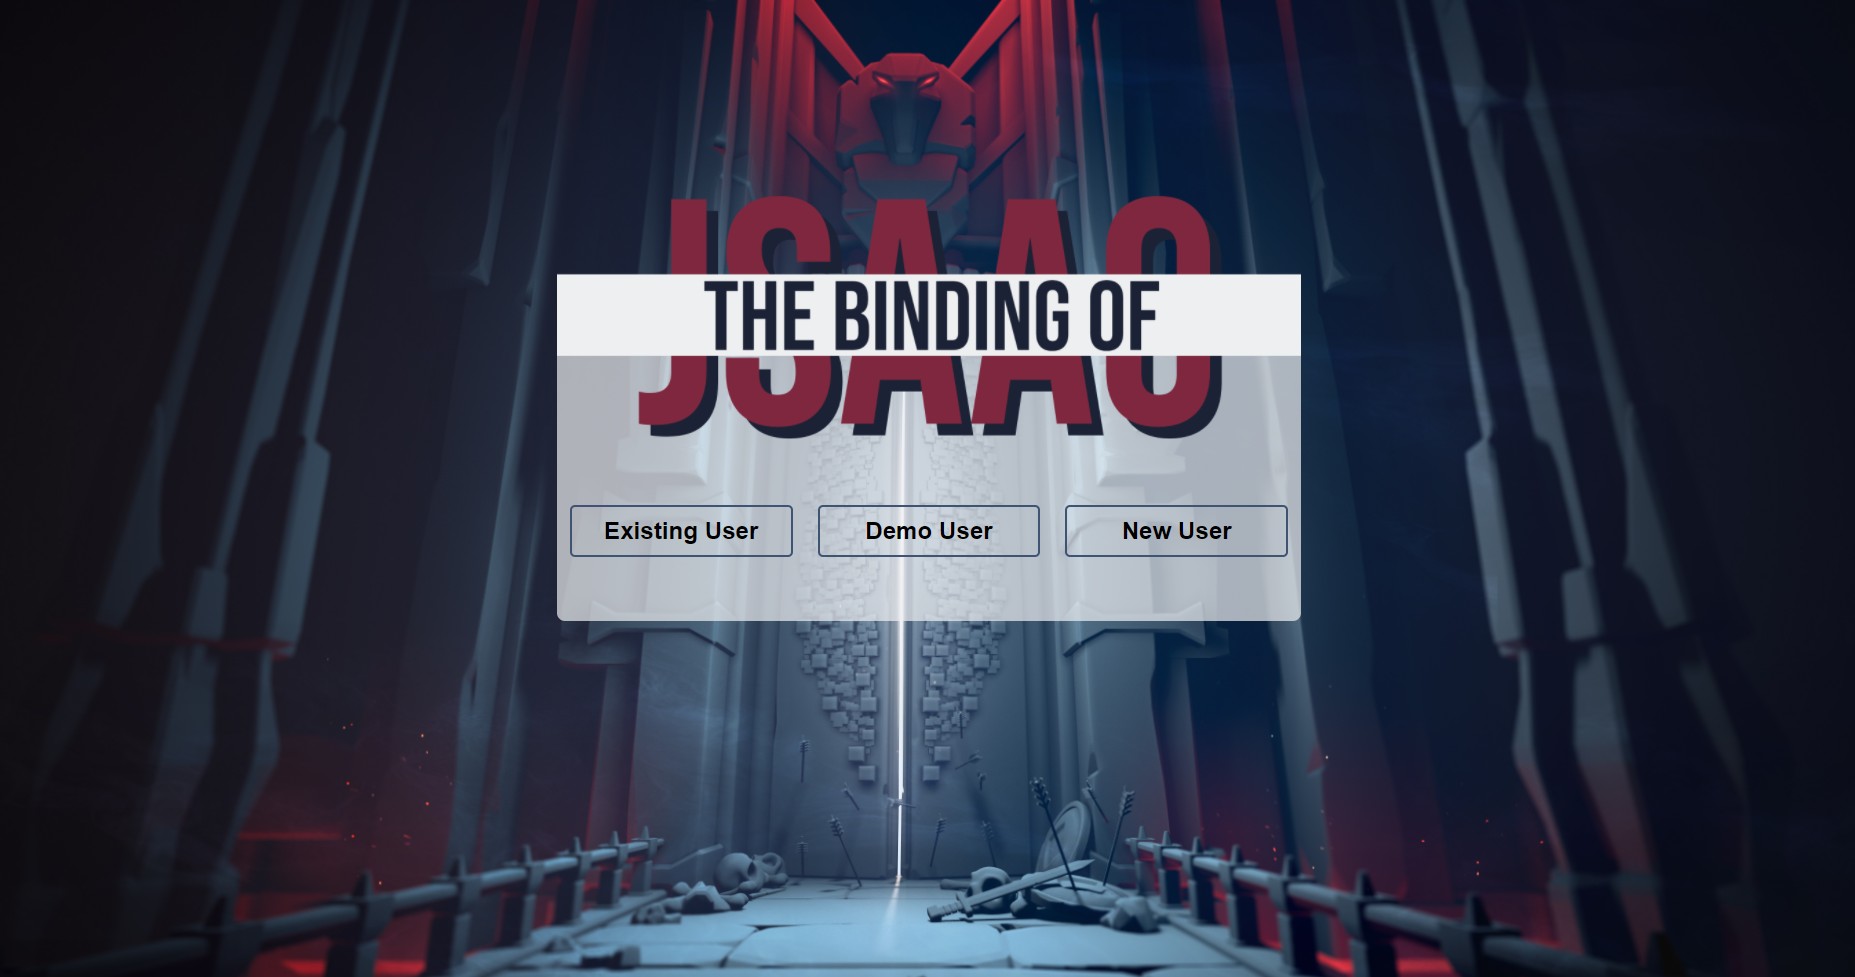 THE BINDING OF
JSAAC
Existing User
Demo User
New User